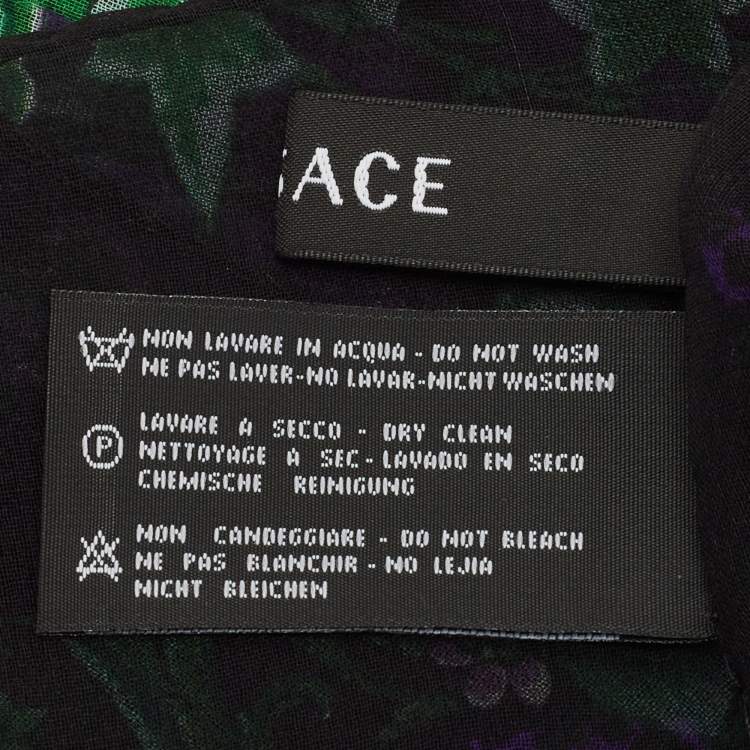 SACE
NON LAVARE IN ACQUA - DO NOT WASH
NE PAS LAVER-NO LAVAR-NICHT WASCHEN
P
LAVARE A SECCO - DRY CLEAN
NETTOYAGE A SEC - LAVADO EN SECO
CHEMISCHE REINIGUNG
NON CANDEGGIARE - DO NOT BLEACH
NE PAS BLANCHIR - NO LEJIA
NICHT BLEICHEN